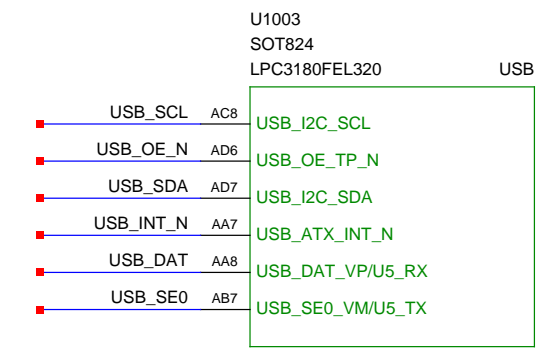 U1003
SOT824
LPC3180FEL320 USB
USB_SCL AC8 USB_I2C_SCL
USB_OE_N AD6 USB_OE_TP_N
USB_SDA AD7 USB_I2C_SDA
USB_INT_N AA7 USB_ATX_INT_N
USB_DAT AA8 USB_DAT_VP/U5_RX
USB_SE0 AB7 USB_SE0_VM/U5_TX